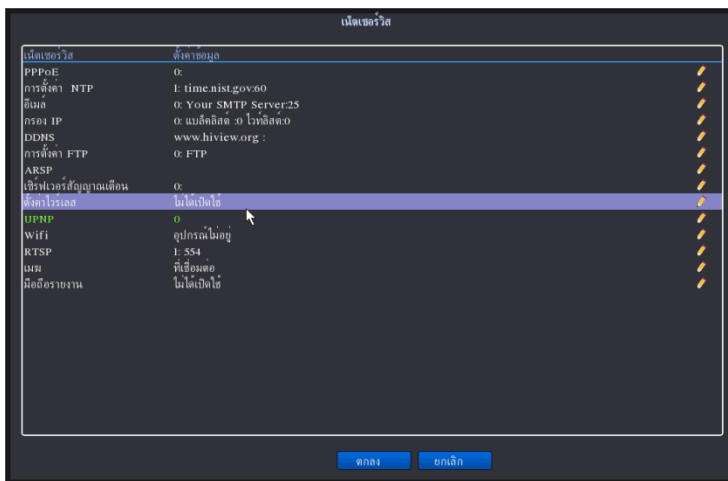 เน็ตเซอร์วิส
เน็ตเซอร์วิส ตั้งค่าข้อมูล
PPPoE 0:
การตั้งค่า NTP 1: time.nist.gov:60
อีเมล์ 0: Your SMTP Server:25
กรอง IP 0: แบล็คลิสต์ :0 ไวท์ลิสต์:0
DDNS www.hiview.org :
การตั้งค่า FTP 0: FTP
ARSP
เซิร์ฟเวอร์สัญญาณเตือน 0:
ตั้งค่าไวร์เลส ไม่ได้เปิดใช้
UPNP 0
Wifi อุปกรณ์ไม่อยู่
RTSP 1: 554
เมฆ ที่เชื่อมต่อ
มือถือรายงาน ไม่ได้เปิดใช้
ตกลง ยกเลิก